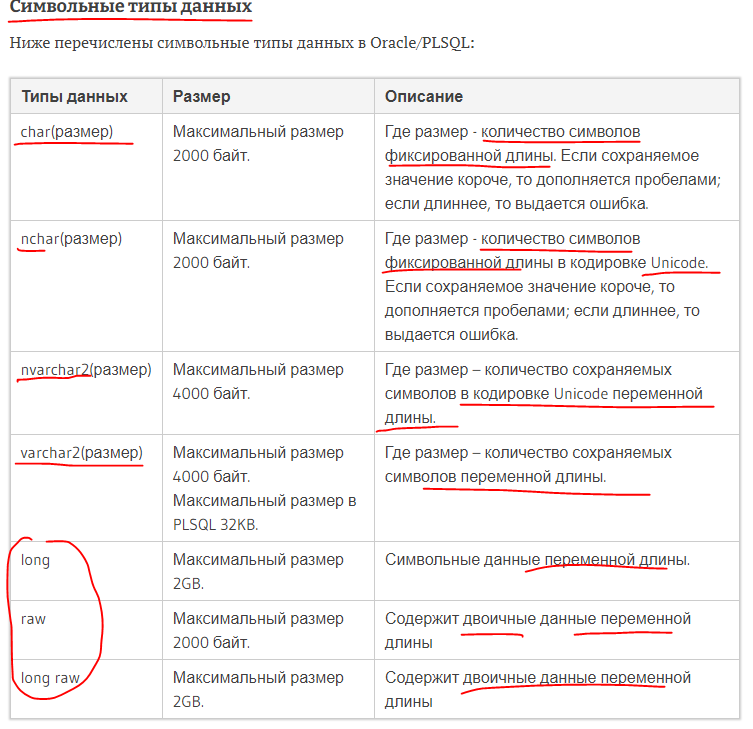 Символьные типы данных
Ниже перечислены символьные типы данных в Oracle/PLSQL:
Типы данных Размер Описание
char(размер) Максимальный размер Где размер - количество символов
2000 байт. фиксированной длины. Если сохраняемое
значение короче, то дополняется пробелами;
если длиннее, то выдается ошибка.
nchar(размер) Максимальный размер Где размер - количество символов
2000 байт. фиксированной длины в кодировке Unicode.
Если сохраняемое значение короче, то
дополняется пробелами; если длиннее, то
выдается ошибка.
nvarchar2(размер) Максимальный размер Где размер – количество сохраняемых
4000 байт. символов в кодировке Unicode переменной
длины.
varchar2(размер) Максимальный размер Где размер – количество сохраняемых
4000 байт. символов переменной длины.
Максимальный размер в
PLSQL 32KB.
long Максимальный размер Символьные данные переменной длины.
2GB.
raw Максимальный размер Содержит двоичные данные переменной
2000 байт. длины
long raw Максимальный размер Содержит двоичные данные переменной
2GB. длины